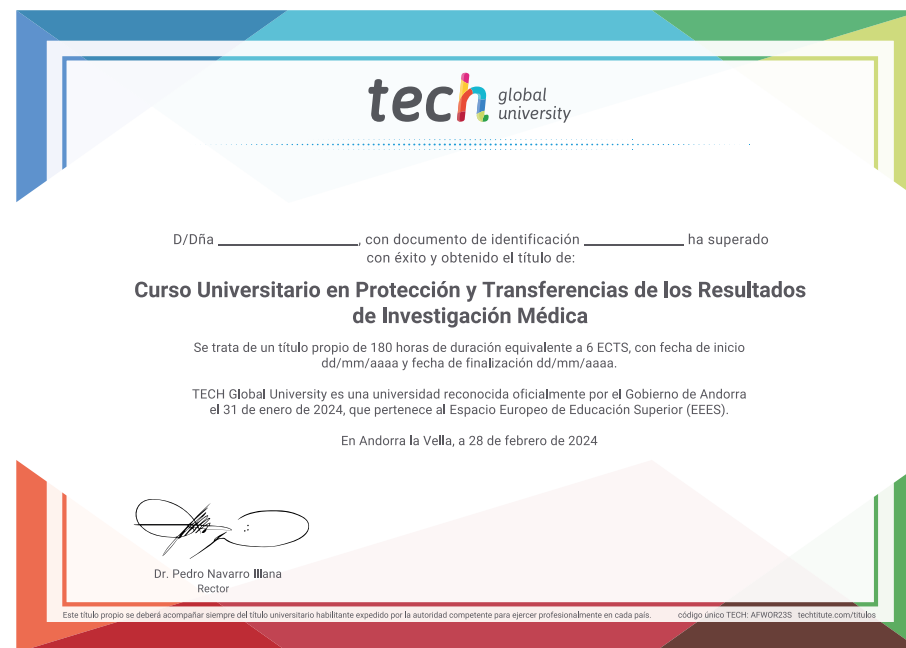 tech global university
D/Dña ______________, con documento de identificación __________ ha superado
con éxito y obtenido el título de:
Curso Universitario en Protección y Transferencias de los Resultados
de Investigación Médica
Se trata de un título propio de 180 horas de duración equivalente a 6 ECTS, con fecha de inicio
dd/mm/aaaa y fecha de finalización dd/mm/aaaa.
TECH Global University es una universidad reconocida oficialmente por el Gobierno de Andorra
el 31 de enero de 2024, que pertenece al Espacio Europeo de Educación Superior (EEES).
En Andorra la Vella, a 28 de febrero de 2024
Dr. Pedro Navarro Illana
Rector
Este título propio se deberá acompañar siempre del título universitario habilitante expedido por la autoridad competente para ejercer profesionalmente en cada país. código único TECH: AFWOR23S techtitute.com/titulos